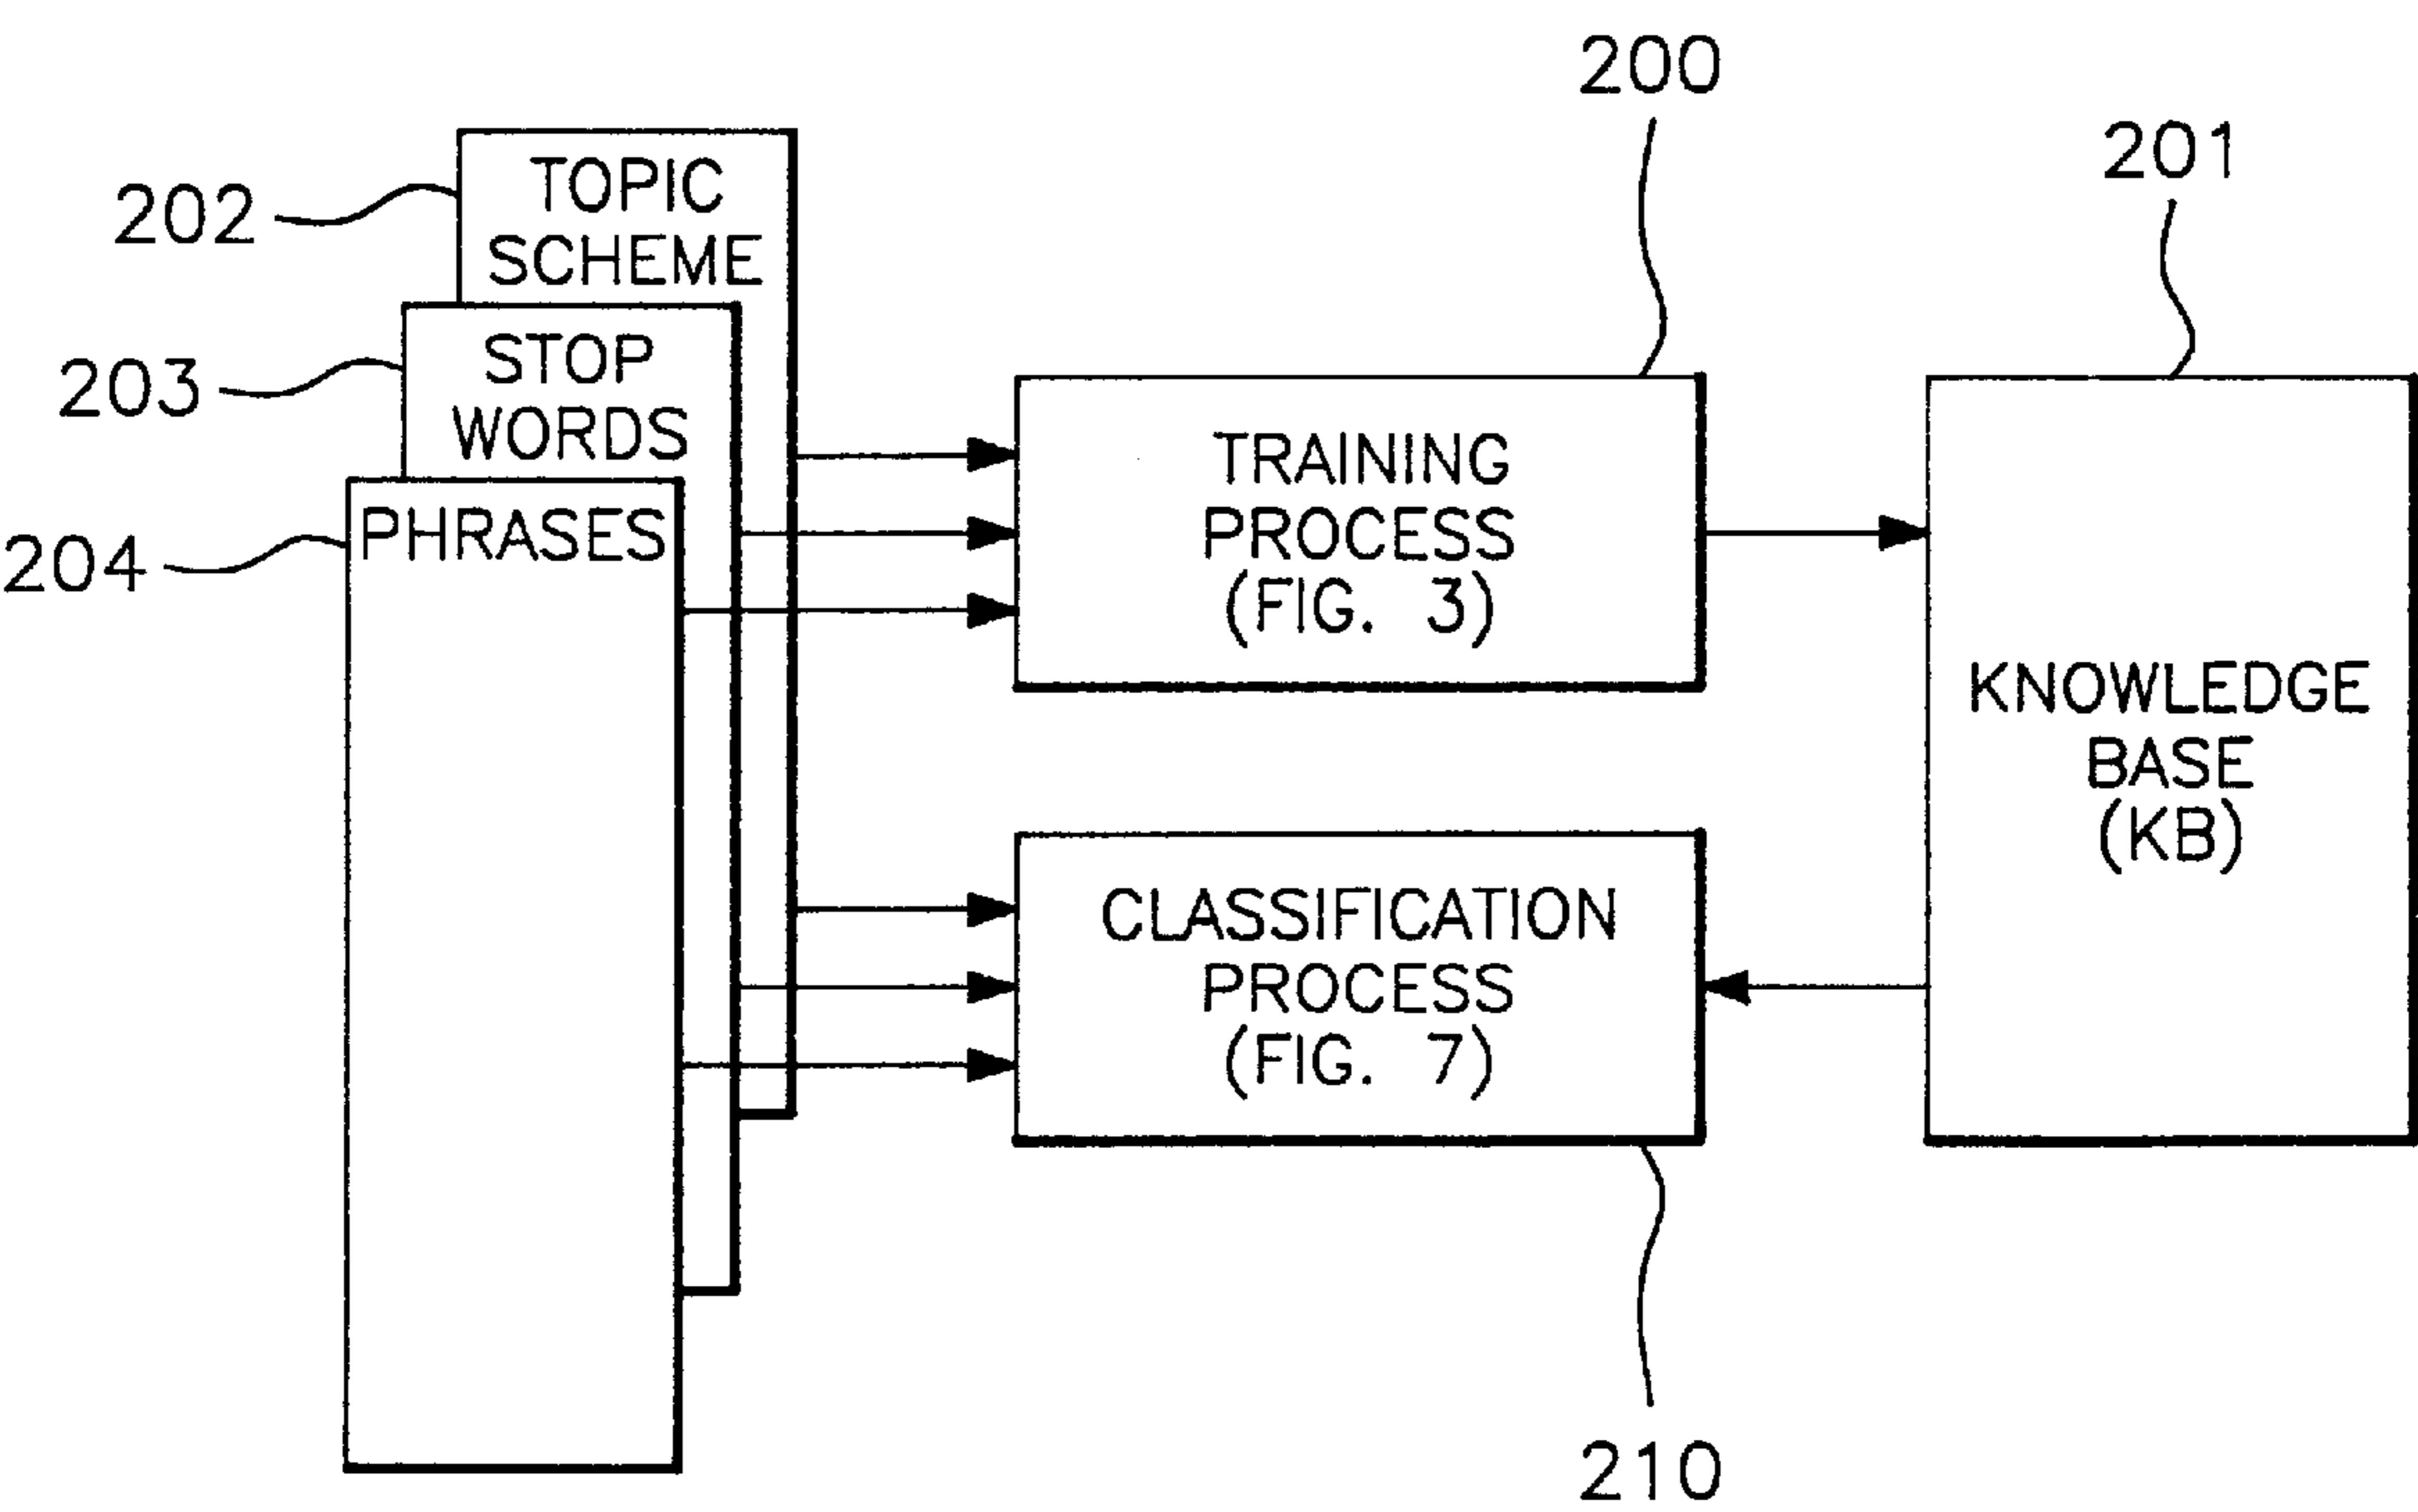 200
201
202
TOPIC
SCHEME
203
STOP
WORDS
204
PHRASES
TRAINING
PROCESS
(FIG. 3)
KNOWLEDGE
BASE
(KB)
CLASSIFICATION
PROCESS
(FIG. 7)
210